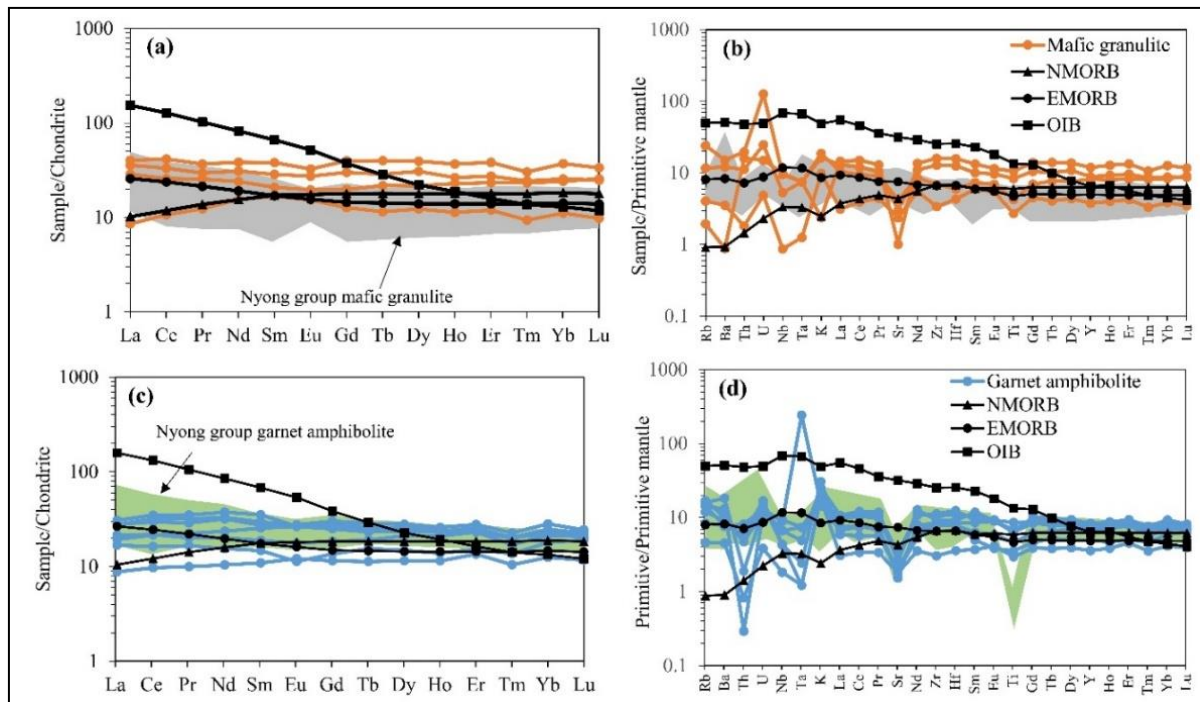 (a)
1000
100
10
1
Sample/Chondrite
Nyong group mafic granulite
La Ce Pr Nd Sm Eu Gd Tb Dy Ho Er Tm Yb Lu
(b)
1000
100
10
1
0.1
Sample/Primitive mantle
Mafic granulite
NMORB
EMORB
OIB
Rb Ba Th U Nb Ta K La Ce Pr Sr Nd Zr Hf Sm Eu Ti Gd Tb Dy Y Ho Er Tm Yb Lu
(c)
1000
100
10
1
Sample/Chondrite
Nyong group garnet amphibolite
La Ce Pr Nd Sm Eu Gd Tb Dy Ho Er Tm Yb Lu
(d)
1000
100
10
1
0.1
Primitive/Primitive mantle
Garnet amphibolite
NMORB
EMORB
OIB
Rb Ba Th U Nb Ta K La Ce Pr Sr Nd Zr Hf Sm Eu Ti Gd Tb Dy Y Ho Er Tm Yb Lu